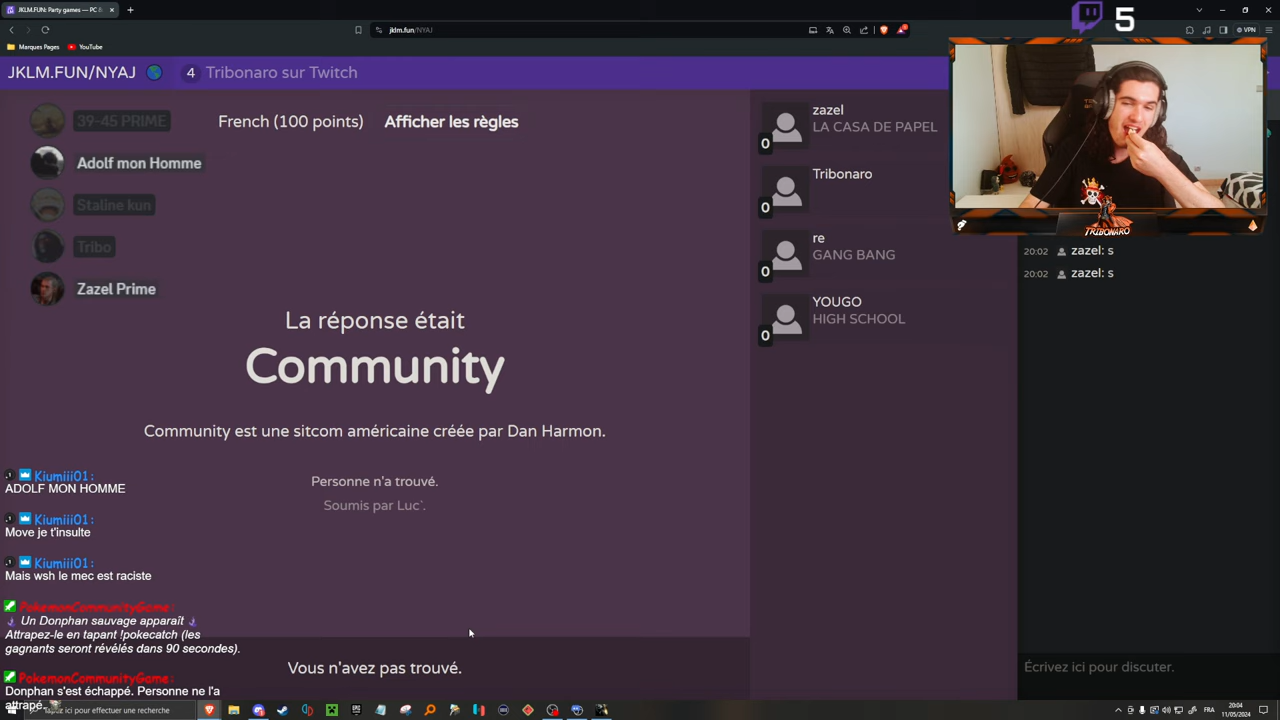 JKLM.FUN: Party games — PC &
5
jklm.fun/NYAJ
VPN
Marques Pages
YouTube
JKLM.FUN/NYAJ
4 Tribonaro sur Twitch
39-45 PRIME
Adolf mon Homme
Staline kun
Tribo
Zazel Prime
French (100 points)
Afficher les règles
La réponse était
Community
Community est une sitcom américaine créée par Dan Harmon.
Personne n'a trouvé.
Soumis par Luc`.
Vous n'avez pas trouvé.
zazel
LA CASA DE PAPEL
0
Tribonaro
0
re
GANG BANG
0
YOUGO
HIGH SCHOOL
0
TRIBONARO
20:02 zazel: s
20:02 zazel: s
Écrivez ici pour discuter.
Kiumiii01:
ADOLF MON HOMME
Kiumiii01:
Move je t'insulte
Kiumiii01:
Mais wsh le mec est raciste
PokemonCommunityGame:
Un Donphan sauvage apparaît
Attrapez-le en tapant !pokecatch (les
gagnants seront révélés dans 90 secondes).
PokemonCommunityGame:
Donphan s'est échappé. Personne ne l'a
attrapé.
Tapez ici pour effectuer une recherche
FRA
20:04
11/05/2024